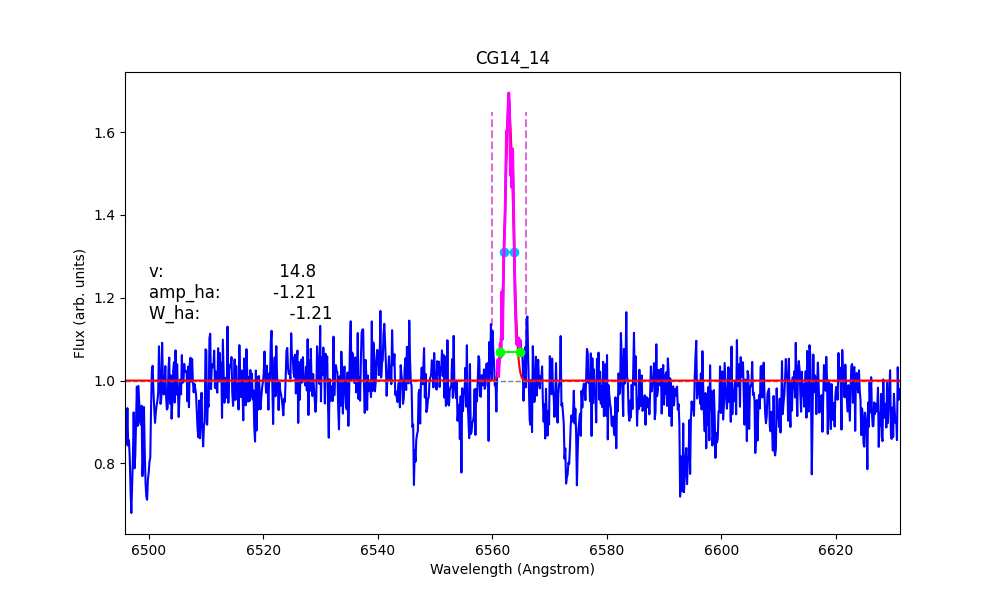 CG14_14
Flux (arb. units)
1.6
1.4
1.2
1.0
0.8
v: 14.8
amp_ha: -1.21
W_ha: -1.21
6500 6520 6540 6560 6580 6600 6620
Wavelength (Angstrom)